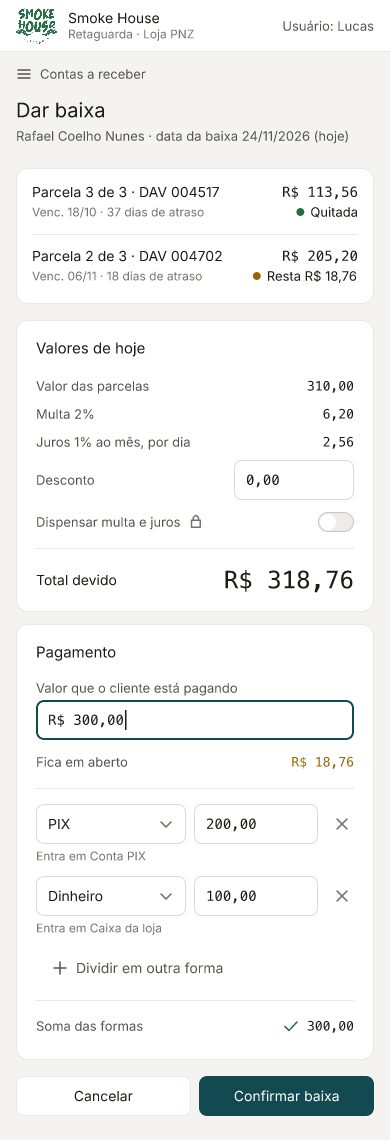 SMOKE
HOUSE
Smoke House
Retaguarda · Loja PNZ
Usuário: Lucas
Contas a receber
Dar baixa
Rafael Coelho Nunes · data da baixa 24/11/2026 (hoje)
Parcela 3 de 3 · DAV 004517 R$ 113,56
Venc. 18/10 · 37 dias de atraso Quitada
Parcela 2 de 3 · DAV 004702 R$ 205,20
Venc. 06/11 · 18 dias de atraso Resta R$ 18,76
Valores de hoje
Valor das parcelas 310,00
Multa 2% 6,20
Juros 1% ao mês, por dia 2,56
Desconto 0,00
Dispensar multa e juros
Total devido R$ 318,76
Pagamento
Valor que o cliente está pagando
R$ 300,00
Fica em aberto R$ 18,76
PIX 200,00
Entra em Conta PIX
Dinheiro 100,00
Entra em Caixa da loja
Dividir em outra forma
Soma das formas 300,00
Cancelar Confirmar baixa